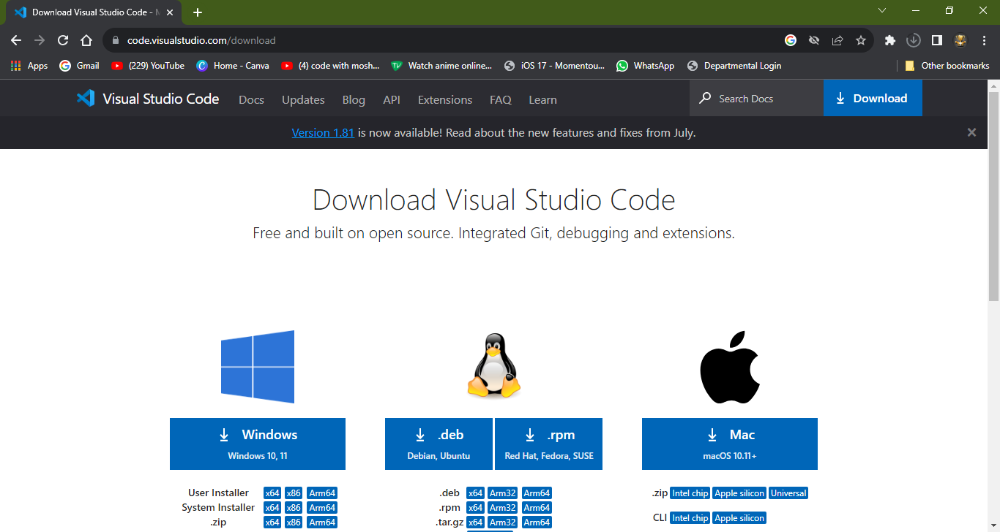 Download Visual Studio Code - M
code.visualstudio.com/download
Apps Gmail (229) YouTube Home - Canva (4) code with mosh... Watch anime online... iOS 17 - Momentou... WhatsApp Departmental Login Other bookmarks
Visual Studio Code Docs Updates Blog API Extensions FAQ Learn Search Docs Download
Version 1.81 is now available! Read about the new features and fixes from July.
Download Visual Studio Code
Free and built on open source. Integrated Git, debugging and extensions.
Windows .deb .rpm Mac
Windows 10, 11 Debian, Ubuntu Red Hat, Fedora, SUSE macOS 10.11+
User Installer x64 x86 Arm64 .deb x64 Arm32 Arm64 .zip Intel chip Apple silicon Universal
System Installer x64 x86 Arm64 .rpm x64 Arm32 Arm64
CLI Intel chip Apple silicon
.zip x64 x86 Arm64 .tar.gz x64 Arm32 Arm64